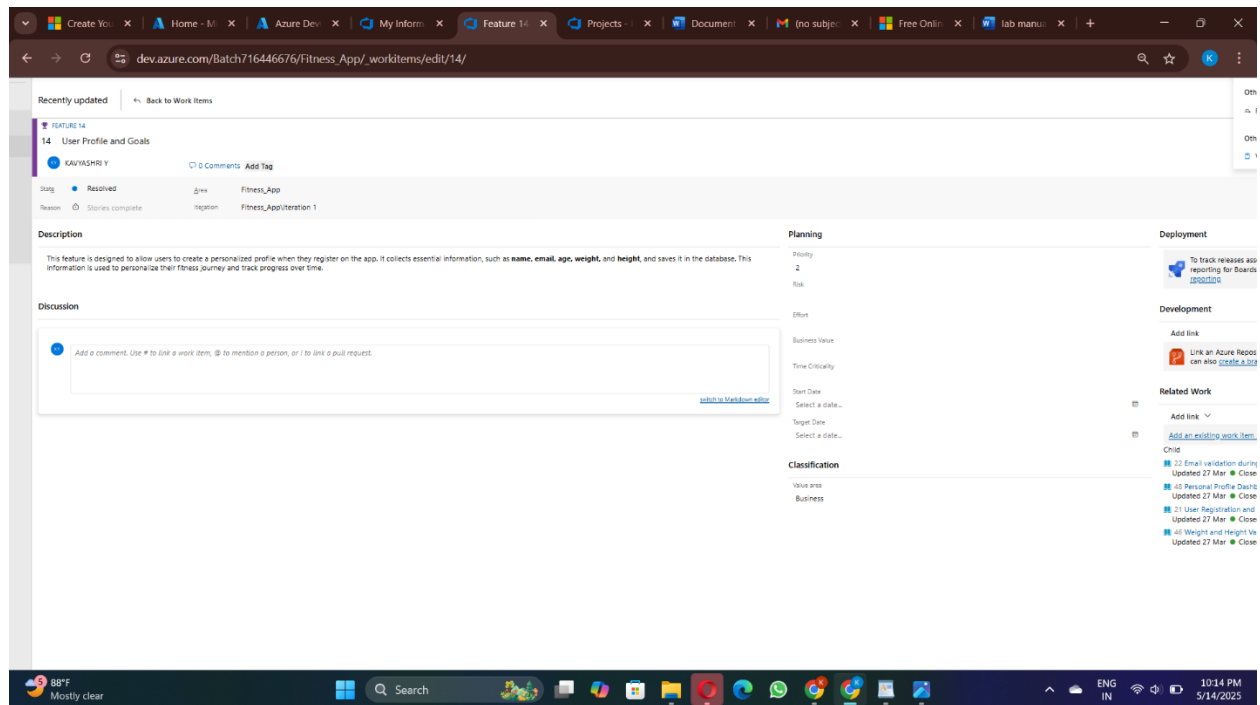 Create You
Home - M
Azure Dev
My Inform
Feature 14
Projects -
Document
(no subjec
Free Onlin
lab manua
dev.azure.com/Batch716446676/Fitness_App/_workitems/edit/14/
K
Recently updated
Back to Work Items
Oth
FEATURE 14
14 User Profile and Goals
Oth
KAVYASHRI Y
0 Comments Add Tag
State Resolved
Area Fitness_App
Reason Stories complete
Iteration Fitness_App\Iteration 1
Description
This feature is designed to allow users to create a personalized profile when they register on the app. It collects essential information, such as name, email, age, weight, and height, and saves it in the database. This
information is used to personalize their fitness journey and track progress over time.
Discussion
Add a comment. Use # to link a work item, @ to mention a person, or ! to link a pull request.
switch to Markdown editor
Planning
Priority
2
Risk
Effort
Business Value
Time Criticality
Start Date
Select a date...
Target Date
Select a date...
Classification
Value area
Business
Deployment
To track releases ass
reporting for Boards
reporting
Development
Add link
Link an Azure Repos
can also create a bra
Related Work
Add link
Add an existing work item
Child
22 Email validation during
Updated 27 Mar Close
48 Personal Profile Dashb
Updated 27 Mar Close
21 User Registration and
Updated 27 Mar Close
46 Weight and Height Va
Updated 27 Mar Close
5
88°F
Mostly clear
Search
ENG
IN
10:14 PM
5/14/2025